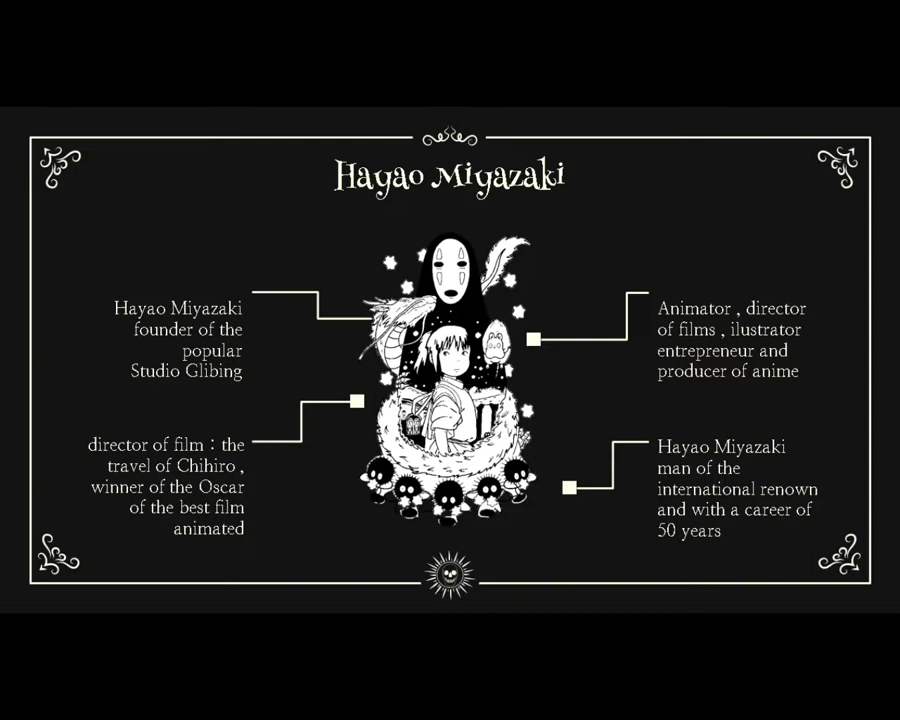 Hayao Miyazaki
Hayao Miyazaki
founder of the
popular
Studio Glibing
director of film : the
travel of Chihiro ,
winner of the Oscar
of the best film
animated
Animator , director
of films , ilustrator
entrepreneur and
producer of anime
Hayao Miyazaki
man of the
international renown
and with a career of
50 years